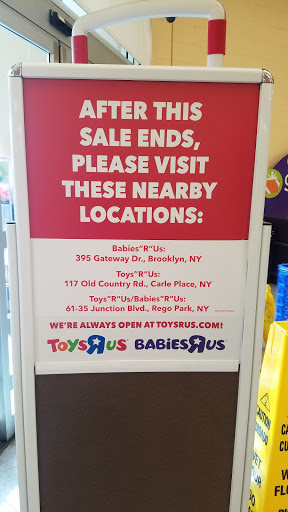 AFTER THIS
SALE ENDS,
PLEASE VISIT
THESE NEARBY
LOCATIONS:
Babies"R"Us:
395 Gateway Dr., Brooklyn, NY
Toys"R"Us:
117 Old Country Rd., Carle Place, NY
Toys"R"Us/Babies"R"Us:
61-35 Junction Blvd., Rego Park, NY
WE'RE ALWAYS OPEN AT TOYSRUS.COM!
TOYSRUS BABIESRUS
CAUTION